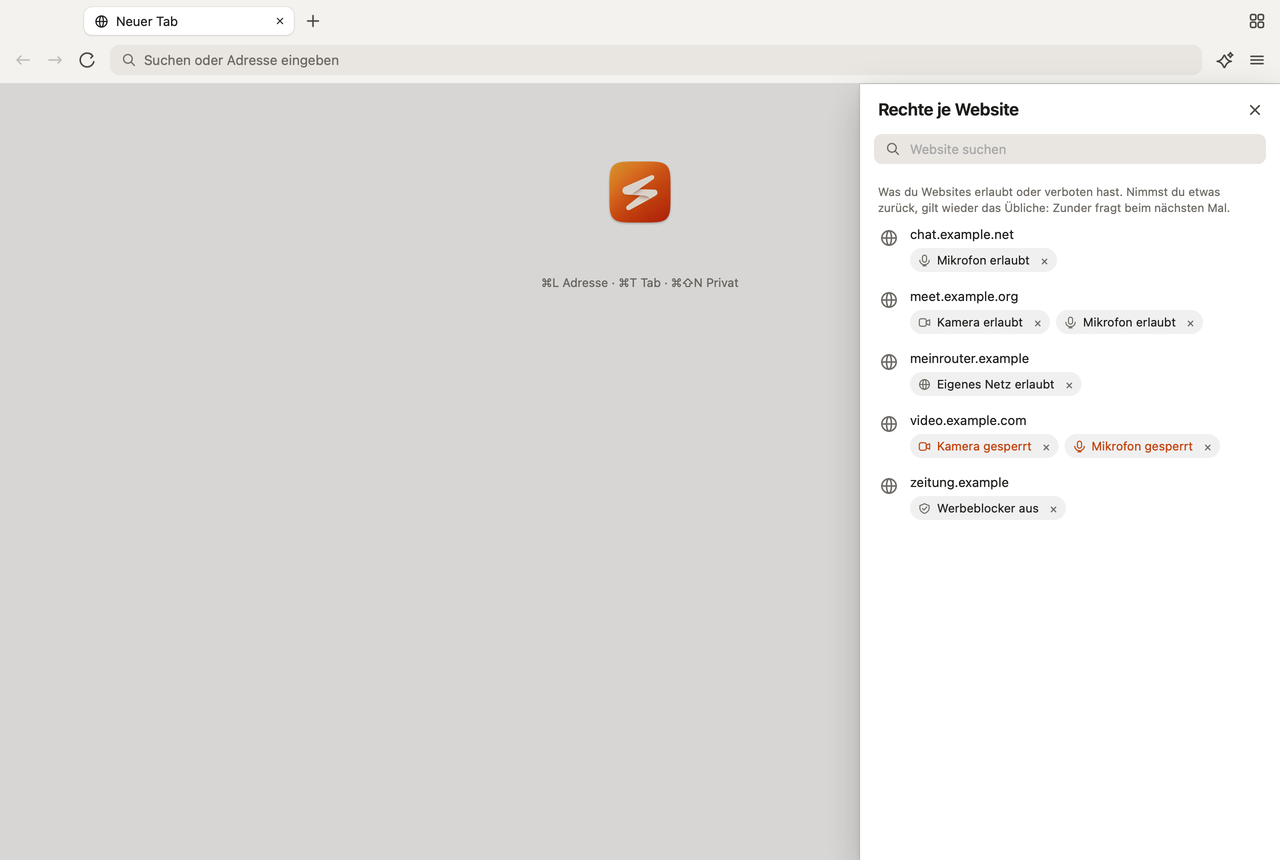 Neuer Tab
Suchen oder Adresse eingeben
⌘L Adresse · ⌘T Tab · ⌘⇧N Privat
Rechte je Website
Website suchen
Was du Websites erlaubt oder verboten hast. Nimmst du etwas
zurück, gilt wieder das Übliche: Zunder fragt beim nächsten Mal.
chat.example.net
Mikrofon erlaubt
meet.example.org
Kamera erlaubt Mikrofon erlaubt
meinrouter.example
Eigenes Netz erlaubt
video.example.com
Kamera gesperrt Mikrofon gesperrt
zeitung.example
Werbeblocker aus